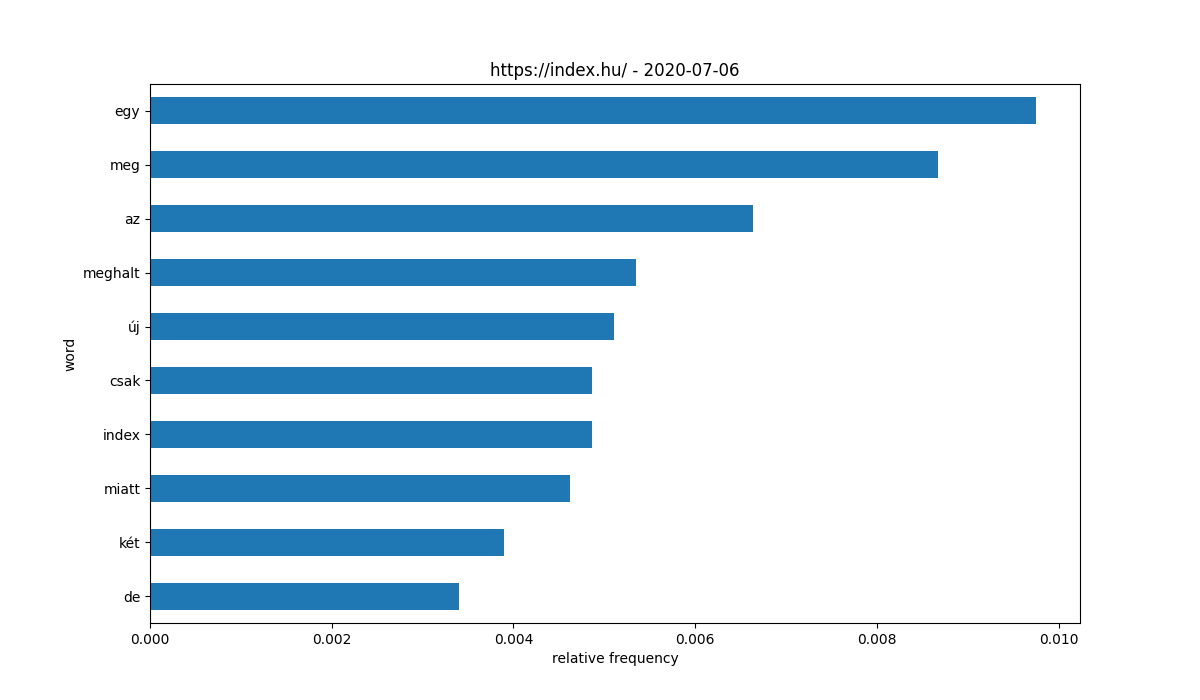 https://index.hu/ - 2020-07-06
egy
meg
az
meghalt
új
csak
index
miatt
két
de
word
0.000 0.002 0.004 0.006 0.008 0.010
relative frequency